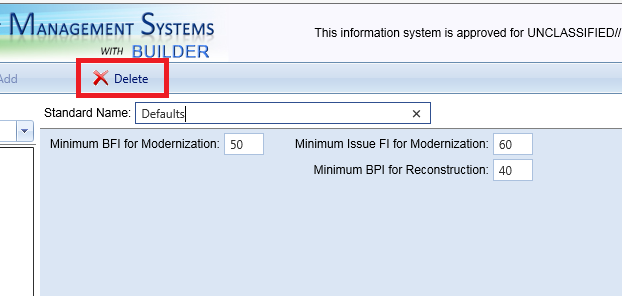 MANAGEMENT SYSTEMS
WITH BUILDER
This information system is approved for UNCLASSIFIED//
Add
Delete
Standard Name: Defaults
Minimum BFI for Modernization: 50
Minimum Issue FI for Modernization: 60
Minimum BPI for Reconstruction: 40